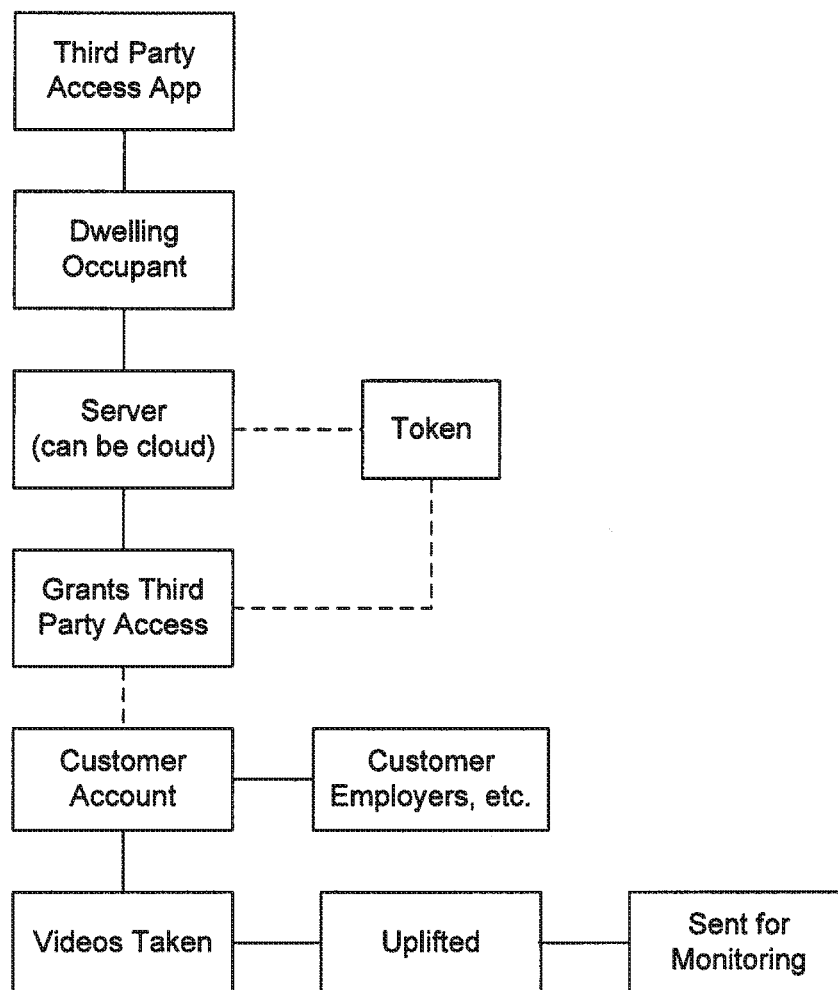 Third Party
Access App
Dwelling
Occupant
Server
(can be cloud)
Token
Grants Third
Party Access
Customer
Account
Customer
Employers, etc.
Videos Taken
Uplifted
Sent for
Monitoring